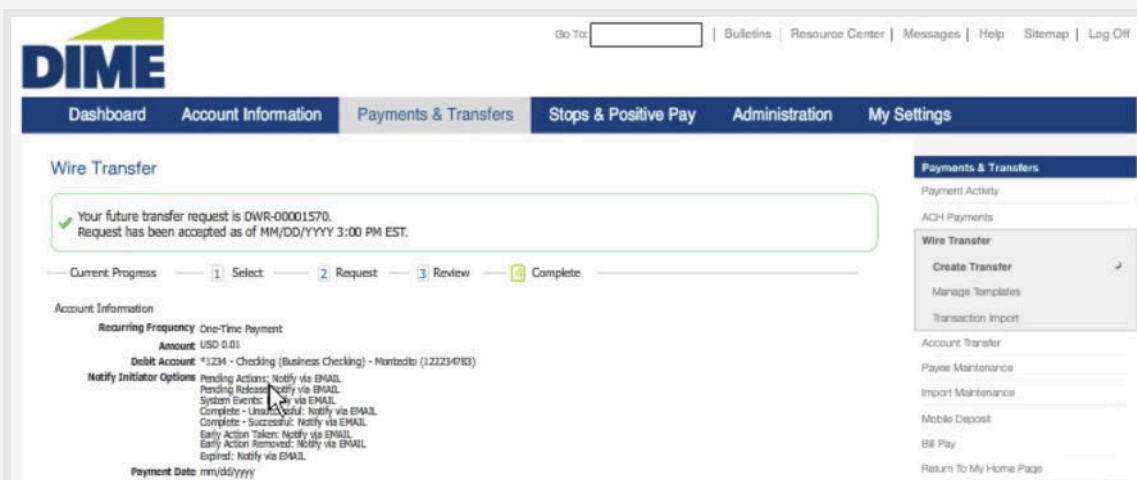 DIME
Go To: | Bulletins | Resource Center | Messages | Help Sitemap | Log Off
Dashboard Account Information Payments & Transfers Stops & Positive Pay Administration My Settings
Wire Transfer
Your future transfer request is DWR-00001570.
Request has been accepted as of MM/DD/YYYY 3:00 PM EST.
Current Progress 1 Select 2 Request 3 Review 4 Complete
Account Information
Recurring Frequency One-Time Payment
Amount USD 0.01
Debit Account *1234 - Checking (Business Checking) - Montecito (122234783)
Notify Initiator Options Pending Actions: Notify via EMAIL
Pending Release Notify via EMAIL
System Events: via EMAIL
Complete - Unsuccessful: Notify via EMAIL
Complete - Successful: Notify via EMAIL
Early Action Taken: Notify via EMAIL
Early Action Removed: Notify via EMAIL
Expired: Notify via EMAIL
Payment Date mm/dd/yyyy
Payments & Transfers
Payment Activity
ACH Payments
Wire Transfer
Create Transfer
Manage Templates
Transaction Import
Account Transfer
Payee Maintenance
Import Maintenance
Mobile Deposit
Bill Pay
Return To My Home Page